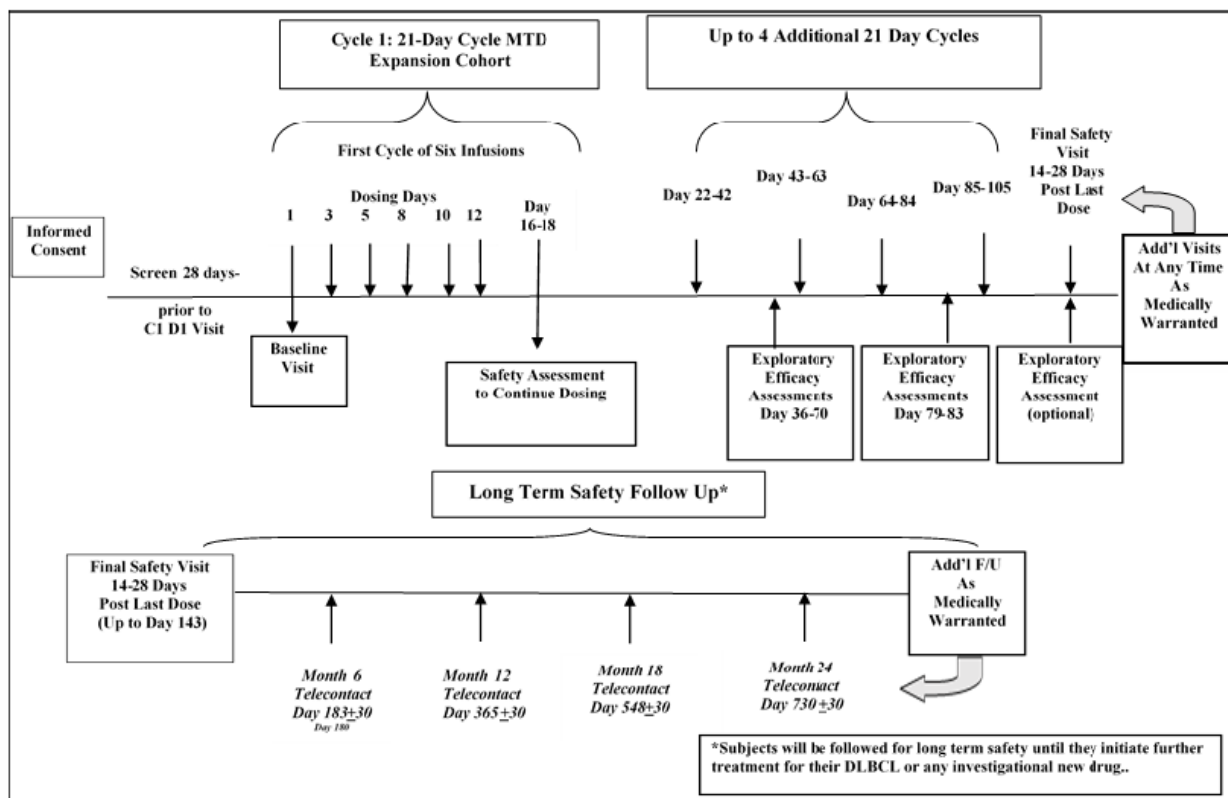 Cycle 1: 21-Day Cycle MTD
Expansion Cohort
Up to 4 Additional 21 Day Cycles
First Cycle of Six Infusions
Dosing Days
1 3 5 8 10 12
Day
16-18
Day 22-42
Day 43-63
Day 64-84
Day 85-105
Final Safety
Visit
14-28 Days
Post Last
Dose
Informed
Consent
Screen 28 days-
prior to
C1 D1 Visit
Add'l Visits
At Any Time
As
Medically
Warranted
Baseline
Visit
Safety Assessment
to Continue Dosing
Exploratory
Efficacy
Assessments
Day 36-70
Exploratory
Efficacy
Assessments
Day 79-83
Exploratory
Efficacy
Assessment
(optional)
Long Term Safety Follow Up*
Final Safety Visit
14-28 Days
Post Last Dose
(Up to Day 143)
Add'l F/U
As
Medically
Warranted
Month 6
Telecontact
Day 183±30
Day 180
Month 12
Telecontact
Day 365±30
Month 18
Telecontact
Day 548±30
Month 24
Telecontact
Day 730 ±30
*Subjects will be followed for long term safety until they initiate further
treatment for their DLBCL or any investigational new drug..